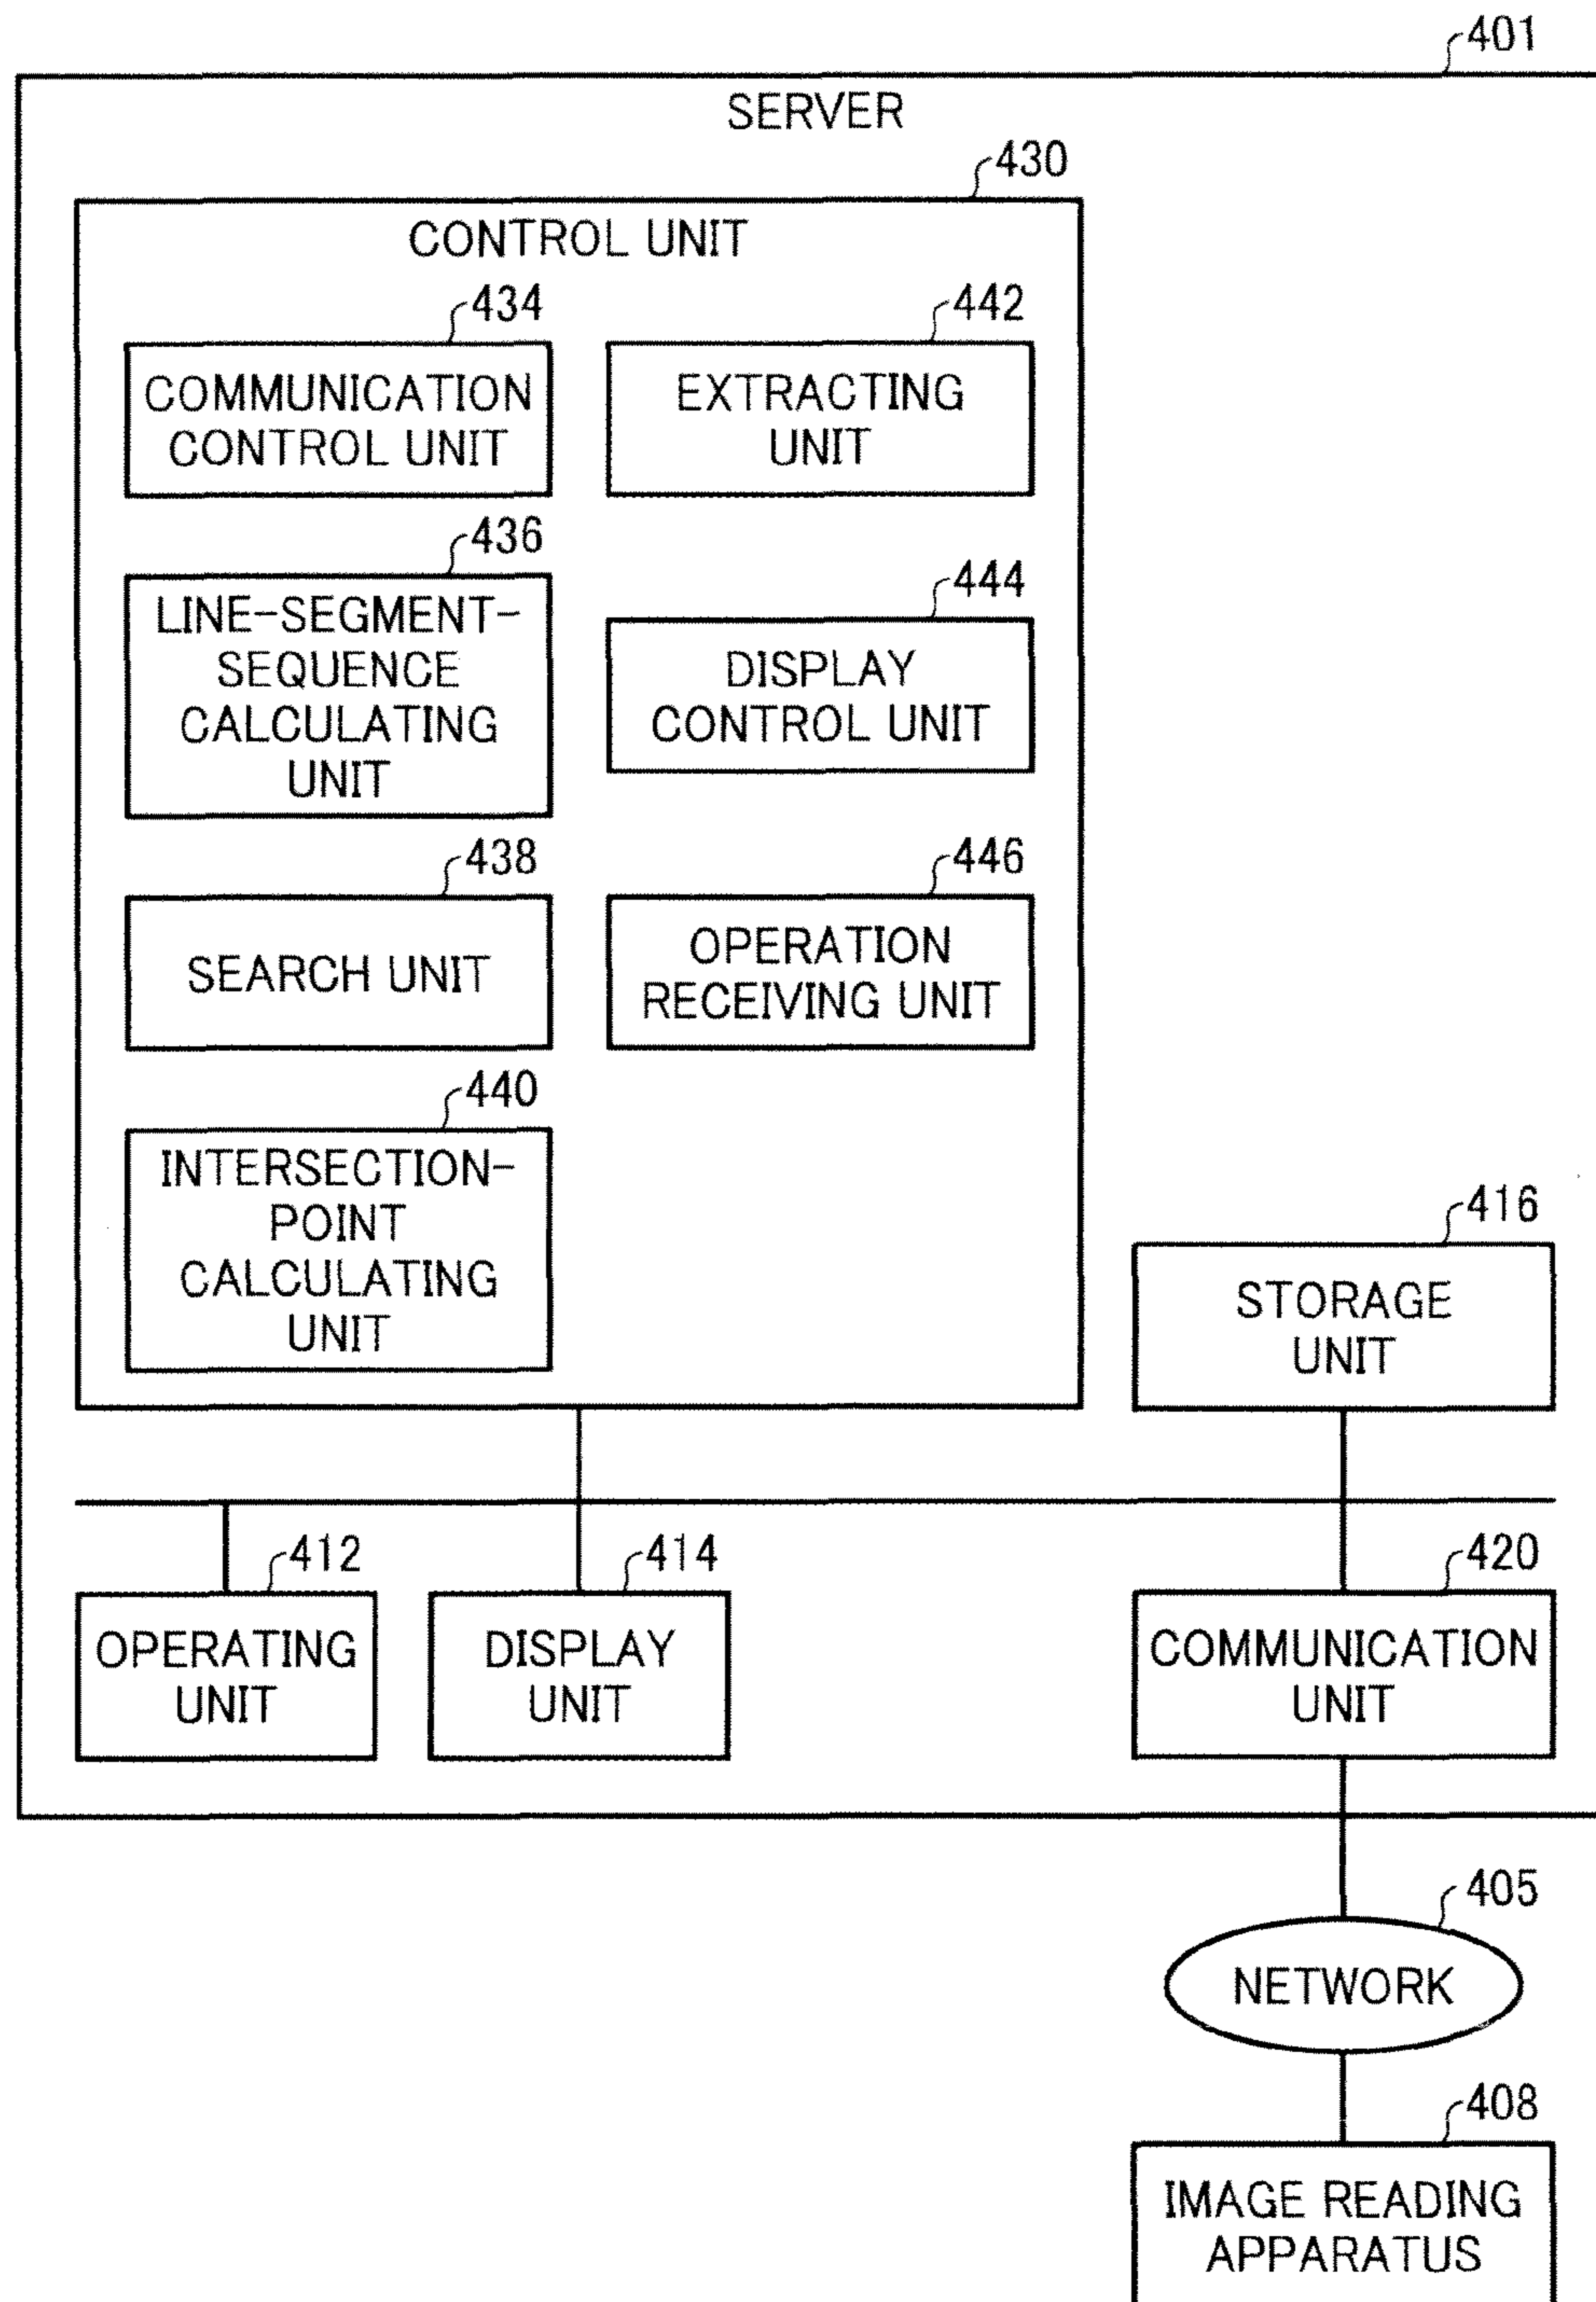 401
SERVER
430
CONTROL UNIT
434
COMMUNICATION
CONTROL UNIT
442
EXTRACTING
UNIT
436
LINE-SEGMENT-
SEQUENCE
CALCULATING
UNIT
444
DISPLAY
CONTROL UNIT
438
SEARCH UNIT
446
OPERATION
RECEIVING UNIT
440
INTERSECTION-
POINT
CALCULATING
UNIT
416
STORAGE
UNIT
412
OPERATING
UNIT
414
DISPLAY
UNIT
420
COMMUNICATION
UNIT
405
NETWORK
408
IMAGE READING
APPARATUS